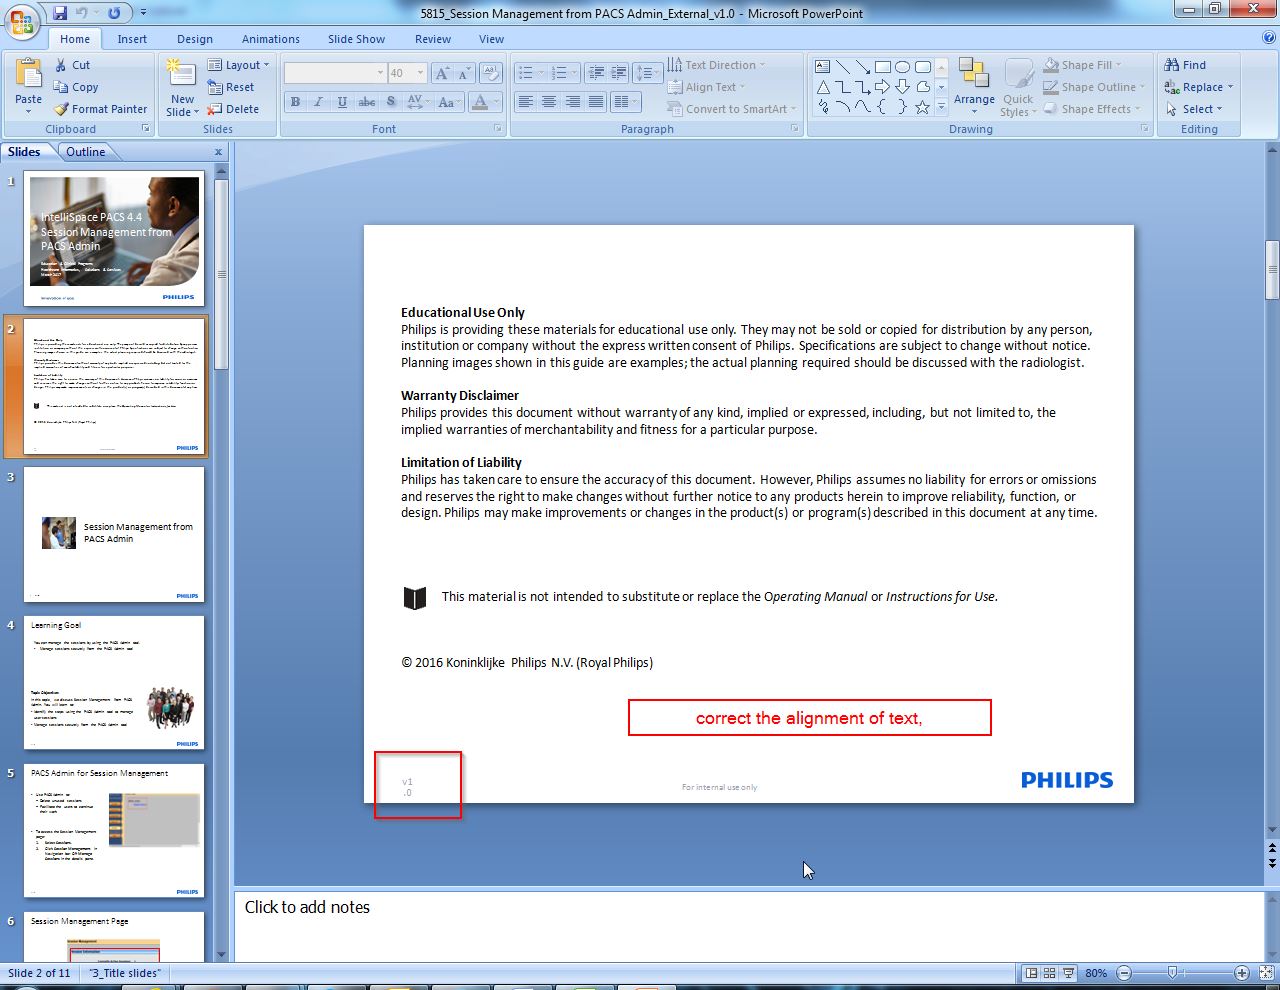 5815_Session Management from PACS Admin_External_v1.0 - Microsoft PowerPoint
Home Insert Design Animations Slide Show Review View
Paste
Cut
Copy
Format Painter
Clipboard
New Slide
Layout
Reset
Delete
Slides
40
B I U abc S AV Aa A
Font
Text Direction
Align Text
Convert to SmartArt
Paragraph
Arrange
Quick Styles
Shape Fill
Shape Outline
Shape Effects
Drawing
Find
Replace
Select
Editing
Slides Outline x
1
IntelliSpace PACS 4.4
Session Management from
PACS Admin
PHILIPS
2
PHILIPS
3
Session Management from
PACS Admin
PHILIPS
4
Learning Goal
PHILIPS
5
PACS Admin for Session Management
PHILIPS
6
Session Management Page
Educational Use Only
Philips is providing these materials for educational use only. They may not be sold or copied for distribution by any person,
institution or company without the express written consent of Philips. Specifications are subject to change without notice.
Planning images shown in this guide are examples; the actual planning required should be discussed with the radiologist.
Warranty Disclaimer
Philips provides this document without warranty of any kind, implied or expressed, including, but not limited to, the
implied warranties of merchantability and fitness for a particular purpose.
Limitation of Liability
Philips has taken care to ensure the accuracy of this document. However, Philips assumes no liability for errors or omissions
and reserves the right to make changes without further notice to any products herein to improve reliability, function, or
design. Philips may make improvements or changes in the product(s) or program(s) described in this document at any time.
This material is not intended to substitute or replace the Operating Manual or Instructions for Use.
© 2016 Koninklijke Philips N.V. (Royal Philips)
correct the alignment of text,
v1
.0
For internal use only
PHILIPS
Click to add notes
Slide 2 of 11 "3_Title slides" 80%